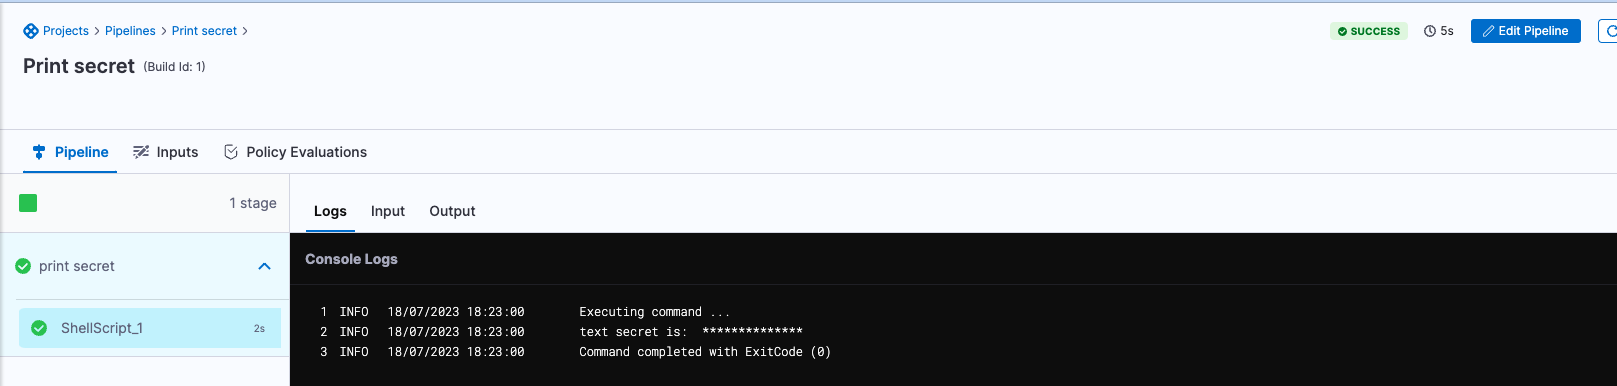 Projects > Pipelines > Print secret >
SUCCESS 5s Edit Pipeline
Print secret (Build Id: 1)
Pipeline Inputs Policy Evaluations
1 stage
Logs Input Output
print secret
ShellScript_1 2s
Console Logs
1 INFO 18/07/2023 18:23:00 Executing command ...
2 INFO 18/07/2023 18:23:00 text secret is: **************
3 INFO 18/07/2023 18:23:00 Command completed with ExitCode (0)